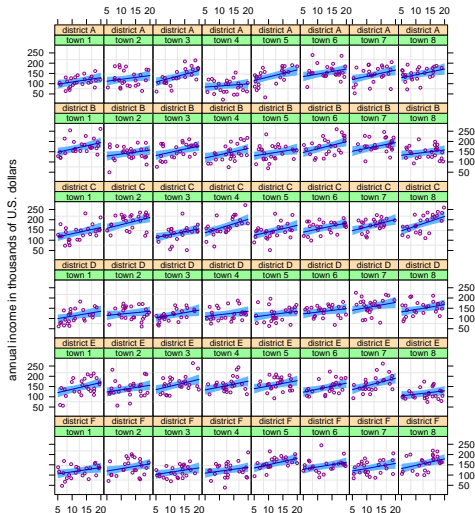 5 10 15 20 5 10 15 20 5 10 15 20 5 10 15 20
district A district A district A district A district A district A district A district A
town 1 town 2 town 3 town 4 town 5 town 6 town 7 town 8
250
200
150
100
50
district B district B district B district B district B district B district B district B
town 1 town 2 town 3 town 4 town 5 town 6 town 7 town 8
250
200
150
100
50
district C district C district C district C district C district C district C district C
town 1 town 2 town 3 town 4 town 5 town 6 town 7 town 8
250
200
150
100
50
annual income in thousands of U.S. dollars
district D district D district D district D district D district D district D district D
town 1 town 2 town 3 town 4 town 5 town 6 town 7 town 8
250
200
150
100
50
district E district E district E district E district E district E district E district E
town 1 town 2 town 3 town 4 town 5 town 6 town 7 town 8
250
200
150
100
50
district F district F district F district F district F district F district F district F
town 1 town 2 town 3 town 4 town 5 town 6 town 7 town 8
250
200
150
100
50
5 10 15 20 5 10 15 20 5 10 15 20 5 10 15 20